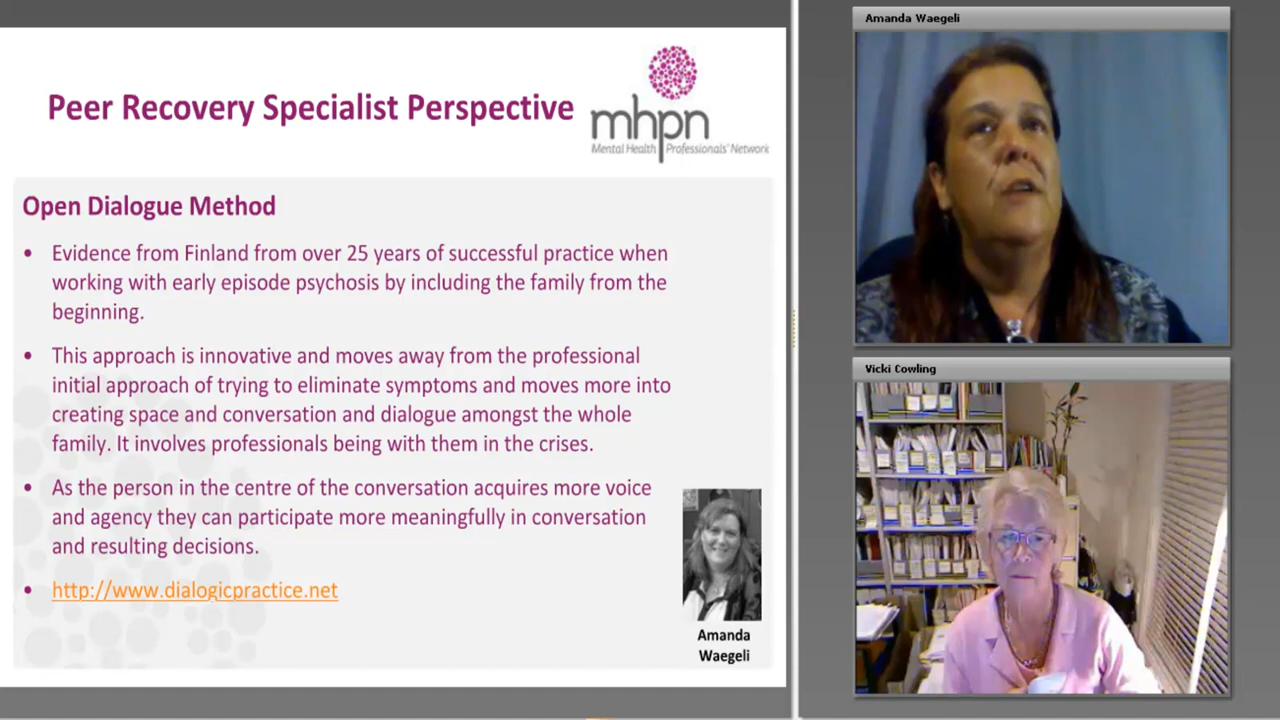 Peer Recovery Specialist Perspective
mhpn
Mental Health Professionals' Network
Open Dialogue Method
• Evidence from Finland from over 25 years of successful practice when
working with early episode psychosis by including the family from the
beginning.
• This approach is innovative and moves away from the professional
initial approach of trying to eliminate symptoms and moves more into
creating space and conversation and dialogue amongst the whole
family. It involves professionals being with them in the crises.
• As the person in the centre of the conversation acquires more voice
and agency they can participate more meaningfully in conversation
and resulting decisions.
• http://www.dialogicpractice.net
Amanda
Waegeli
Amanda Waegeli
Vicki Cowling